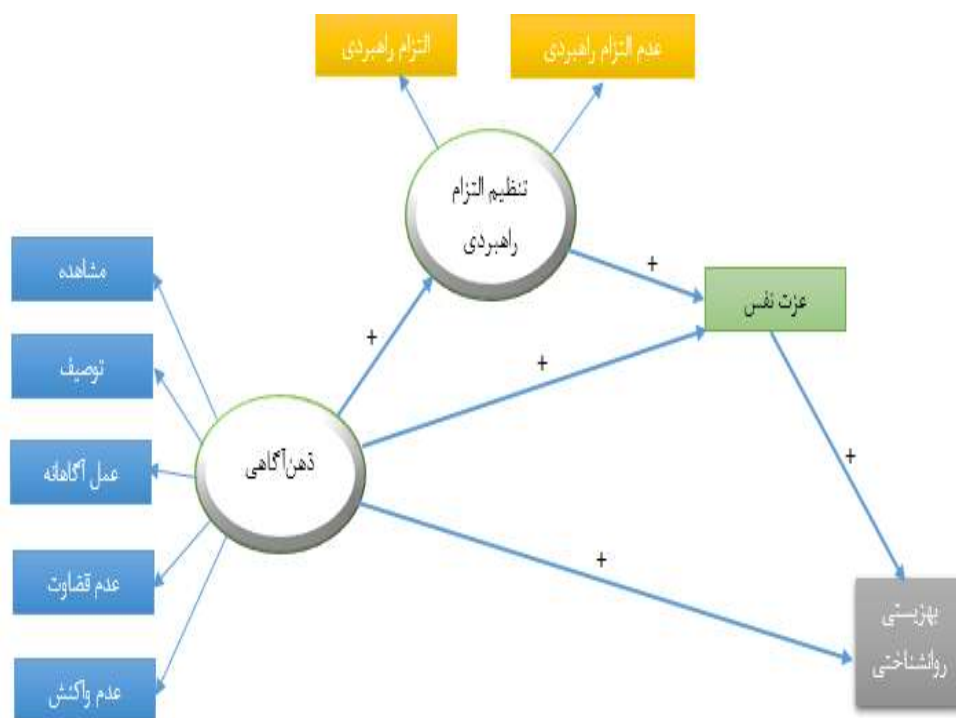 التزام راهبردی
عدم التزام راهبردی
تنظیم التزام
راهبردی
+
عزت نفس
مشاهده
+
+
توصیف
ذهن‌آگاهی
عمل آگاهانه
+
عدم قضاوت
+
بهزیستی
روانشناختی
عدم واکنش